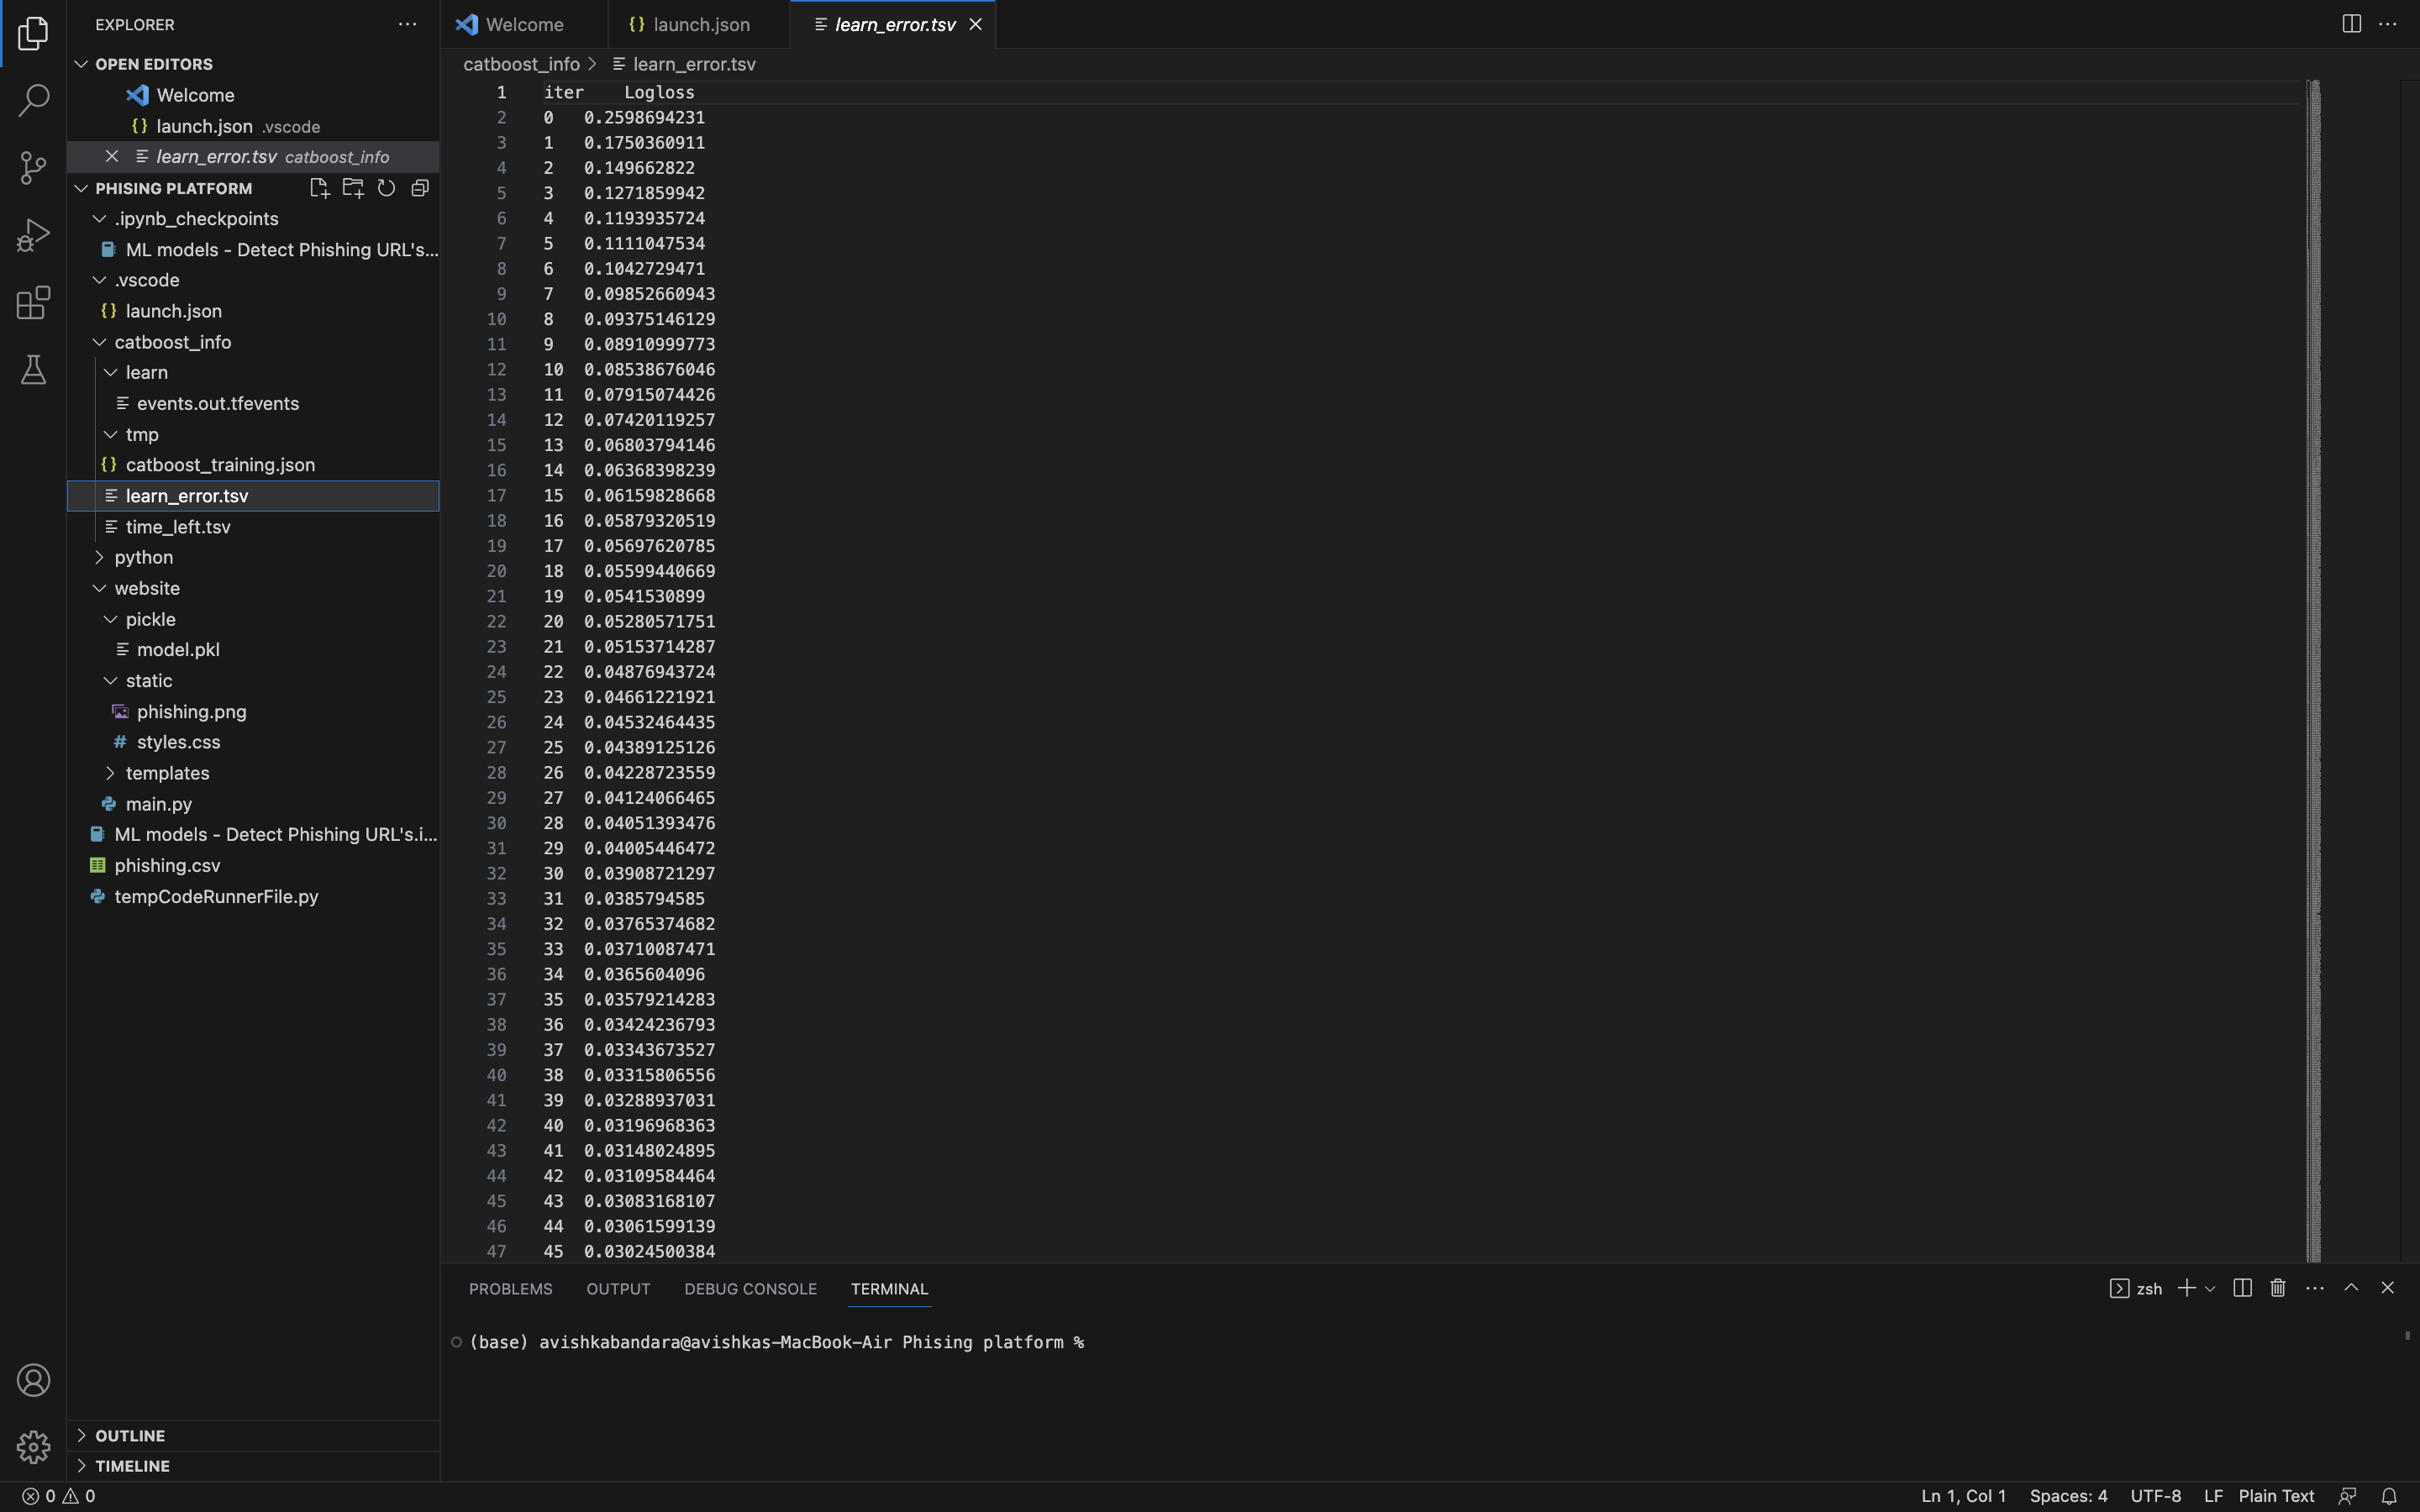 EXPLORER
OPEN EDITORS
Welcome
{} launch.json .vscode
learn_error.tsv catboost_info
PHISING PLATFORM
.ipynb_checkpoints
ML models - Detect Phishing URL's...
.vscode
{} launch.json
catboost_info
learn
events.out.tfevents
tmp
{} catboost_training.json
learn_error.tsv
time_left.tsv
python
website
pickle
model.pkl
static
phishing.png
# styles.css
templates
main.py
ML models - Detect Phishing URL's.i...
phishing.csv
tempCodeRunnerFile.py
OUTLINE
TIMELINE
Welcome
{} launch.json
learn_error.tsv
catboost_info > learn_error.tsv
1 iter Logloss
2 0 0.2598694231
3 1 0.1750360911
4 2 0.149662822
5 3 0.1271859942
6 4 0.1193935724
7 5 0.1111047534
8 6 0.1042729471
9 7 0.09852660943
10 8 0.09375146129
11 9 0.08910999773
12 10 0.08538676046
13 11 0.07915074426
14 12 0.07420119257
15 13 0.06803794146
16 14 0.06368398239
17 15 0.06159828668
18 16 0.05879320519
19 17 0.05697620785
20 18 0.05599440669
21 19 0.0541530899
22 20 0.05280571751
23 21 0.05153714287
24 22 0.04876943724
25 23 0.04661221921
26 24 0.04532464435
27 25 0.04389125126
28 26 0.04228723559
29 27 0.04124066465
30 28 0.04051393476
31 29 0.04005446472
32 30 0.03908721297
33 31 0.0385794585
34 32 0.03765374682
35 33 0.03710087471
36 34 0.0365604096
37 35 0.03579214283
38 36 0.03424236793
39 37 0.03343673527
40 38 0.03315806556
41 39 0.03288937031
42 40 0.03196968363
43 41 0.03148024895
44 42 0.03109584464
45 43 0.03083168107
46 44 0.03061599139
47 45 0.03024500384
PROBLEMS OUTPUT DEBUG CONSOLE TERMINAL
zsh
(base) avishkabandara@avishkas-MacBook-Air Phising platform %
0 0 Ln 1, Col 1 Spaces: 4 UTF-8 LF Plain Text